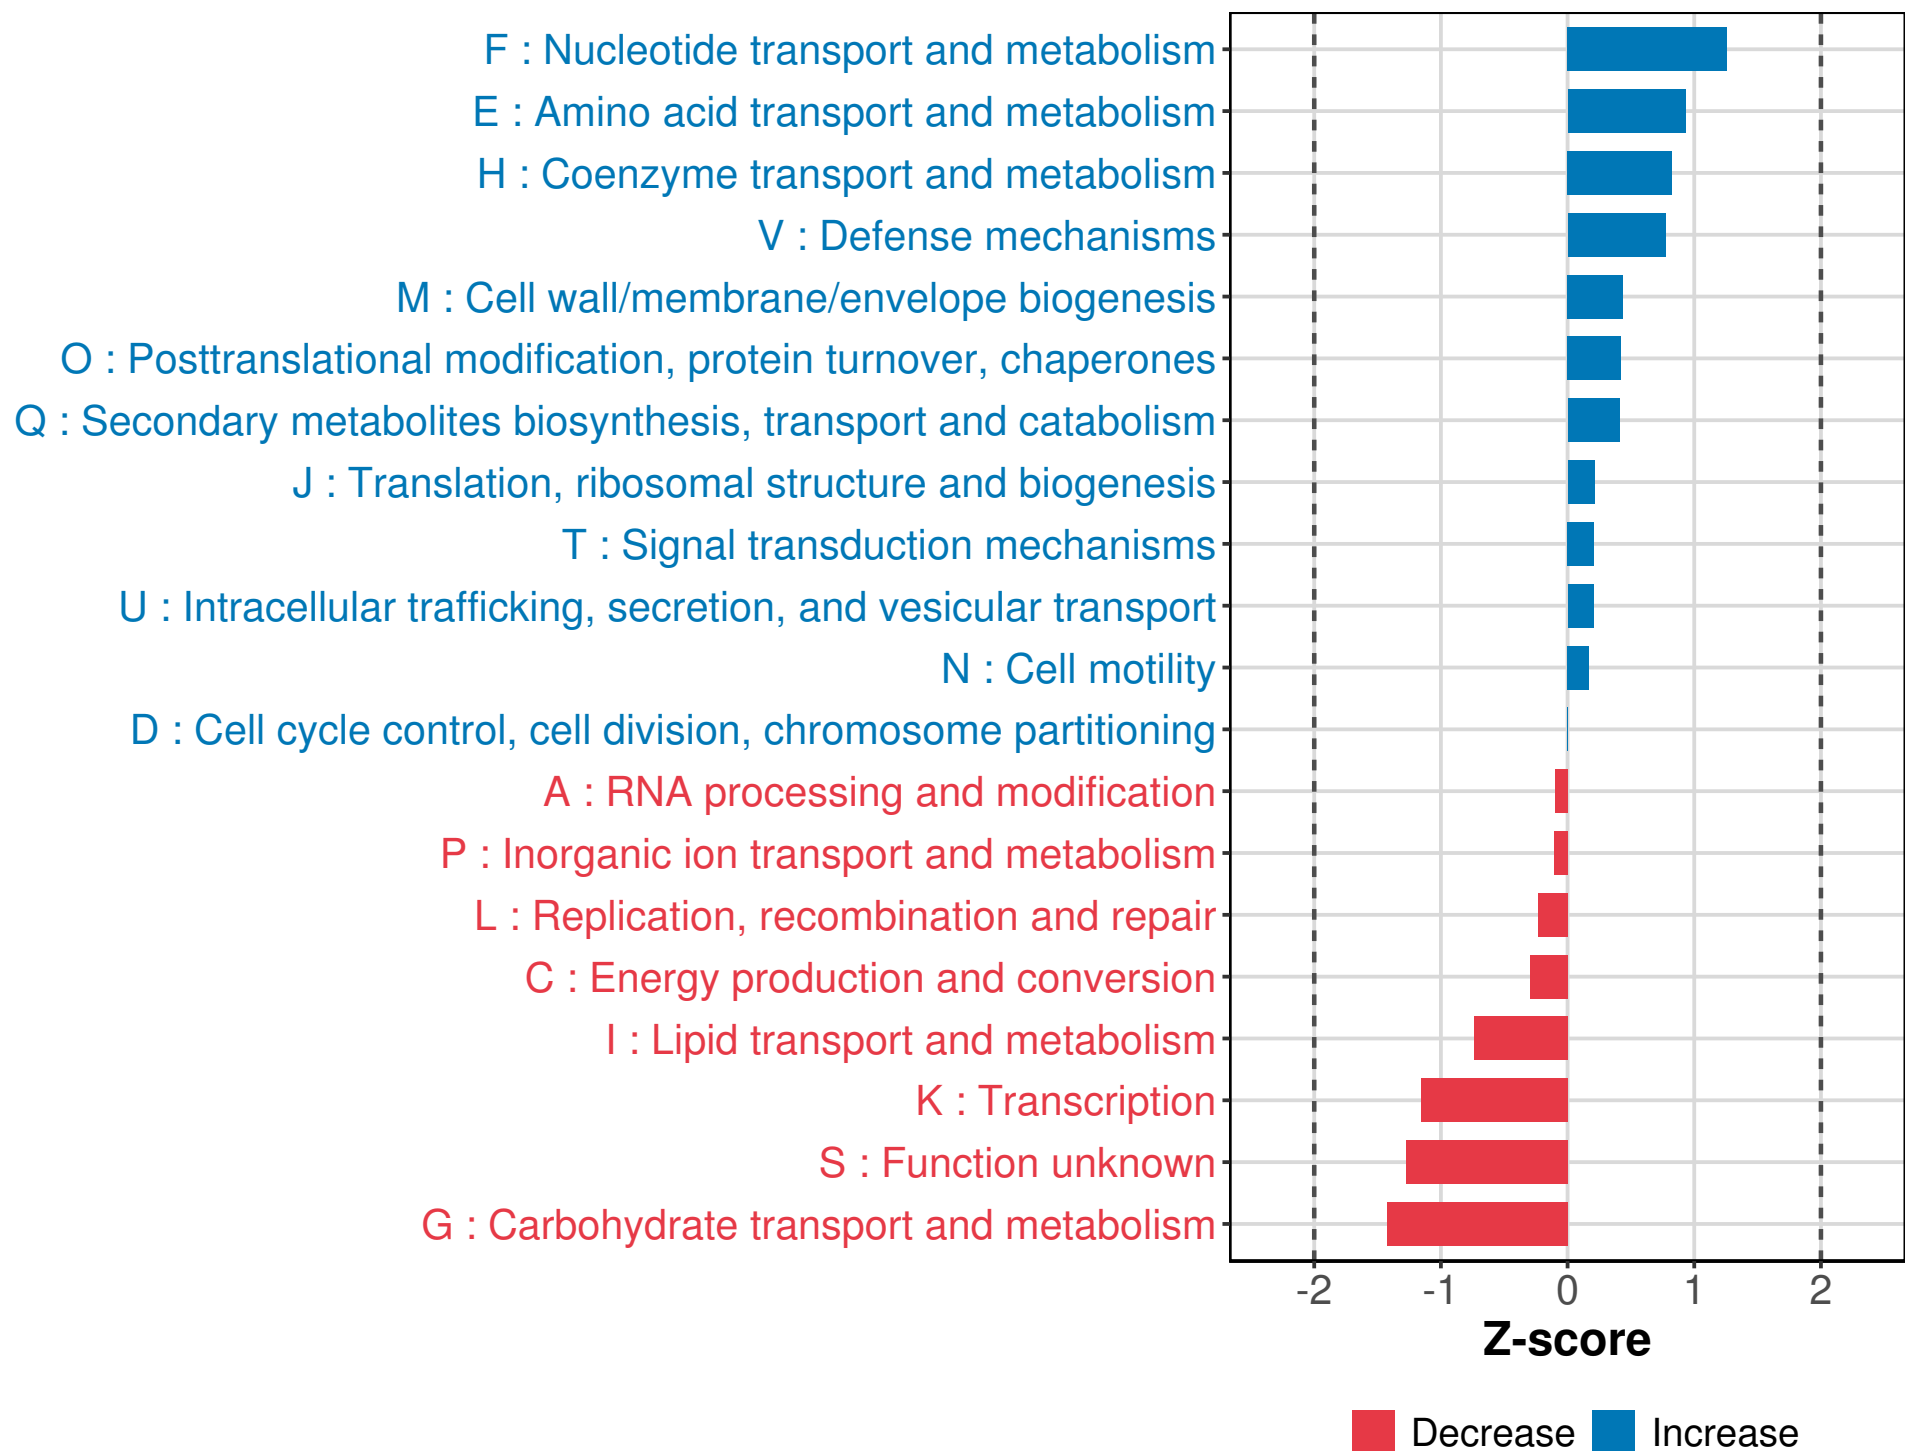 F : Nucleotide transport and metabolism
E : Amino acid transport and metabolism
H : Coenzyme transport and metabolism
V : Defense mechanisms
M : Cell wall/membrane/envelope biogenesis
O : Posttranslational modification, protein turnover, chaperones
Q : Secondary metabolites biosynthesis, transport and catabolism
J : Translation, ribosomal structure and biogenesis
T : Signal transduction mechanisms
U : Intracellular trafficking, secretion, and vesicular transport
N : Cell motility
D : Cell cycle control, cell division, chromosome partitioning
A : RNA processing and modification
P : Inorganic ion transport and metabolism
L : Replication, recombination and repair
C : Energy production and conversion
I : Lipid transport and metabolism
K : Transcription
S : Function unknown
G : Carbohydrate transport and metabolism
-2 -1 0 1 2
Z-score
Decrease Increase